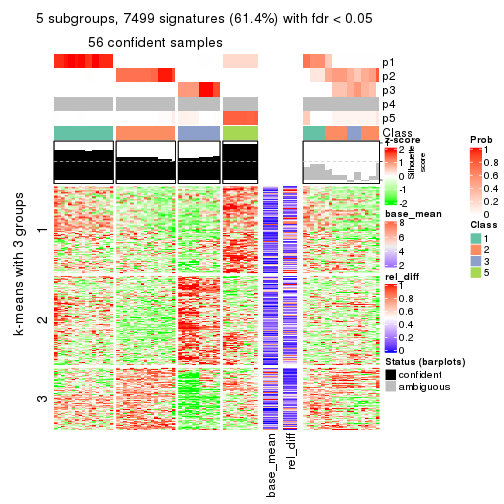 5 subgroups, 7499 signatures (61.4%) with fdr < 0.05
56 confident samples
p1
p2
p3
p4
p5
Class
k-means with 3 groups
1
2
3
base_mean
rel_diff
z-score
2
1
0
-1
-2
1
Silhouette
score
base_mean
8
6
4
2
rel_diff
1
0.8
0.6
0.4
0.2
0
Status (barplots)
confident
ambiguous
Prob
1
0.8
0.6
0.4
0.2
0
Class
1
2
3
5